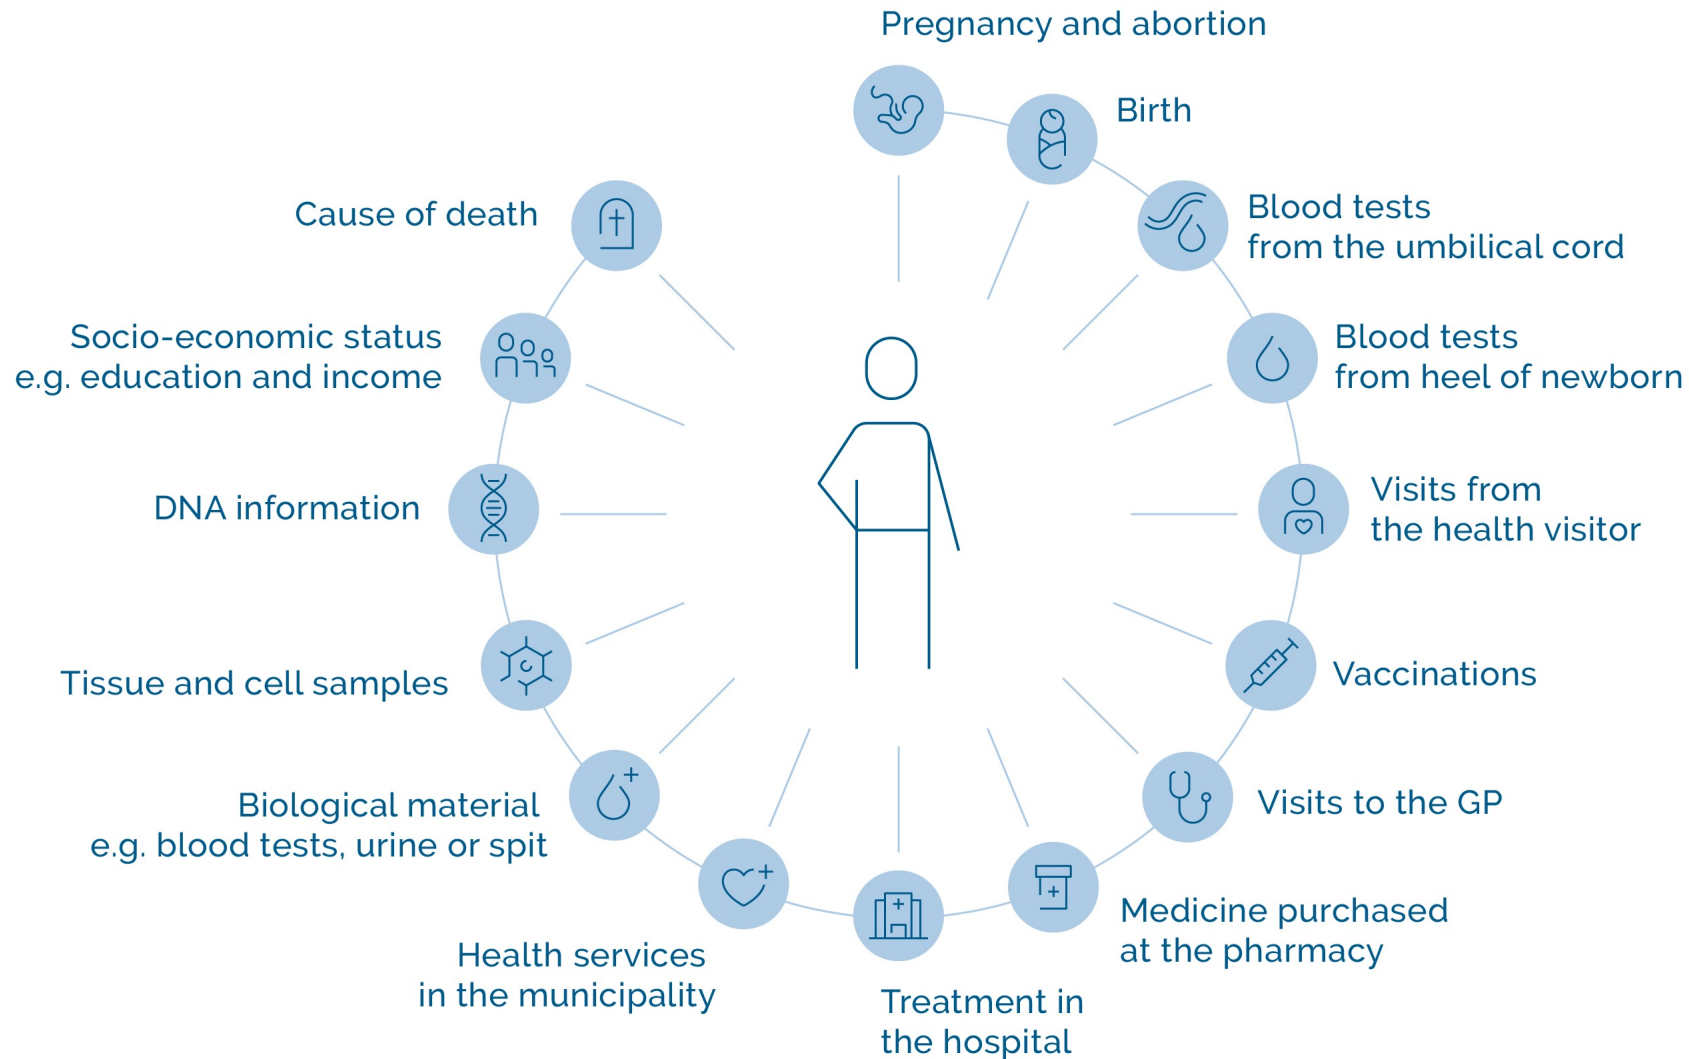 Pregnancy and abortion
Birth
Blood tests
from the umbilical cord
Blood tests
from heel of newborn
Visits from
the health visitor
Vaccinations
Visits to the GP
Medicine purchased
at the pharmacy
Treatment in
the hospital
Health services
in the municipality
Biological material
e.g. blood tests, urine or spit
Tissue and cell samples
DNA information
Socio-economic status
e.g. education and income
Cause of death